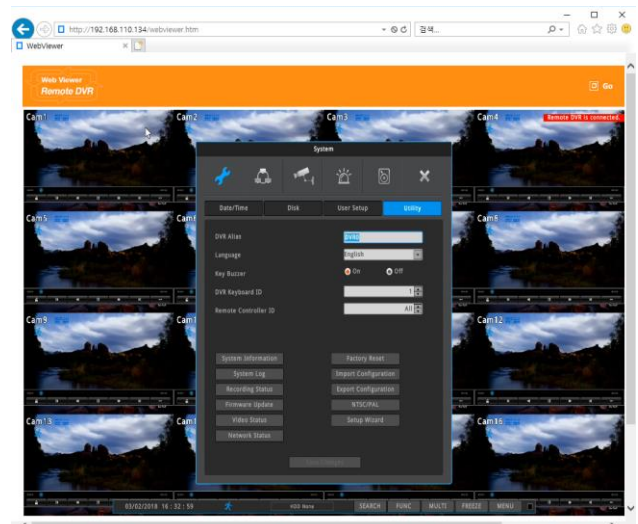 http://192.168.110.134/webviewer.htm
검색...
WebViewer
Web Viewer
Remote DVR
Go
Cam1
Cam2
Cam3
Cam4
Remote DVR is connected.
System
Date/Time
Disk
User Setup
Utility
Cam5
DVR Alias
Language
English
Key Buzzer
On
Off
DVR Keyboard ID
1
Remote Controller ID
All
Cam9
Cam12
System Information
Factory Reset
System Log
Import Configuration
Recording Status
Export Configuration
Firmware Update
NTSC/PAL
Video Status
Setup Wizard
Network Status
Cam13
03/02/2018 16:32:59
HDD None
SEARCH
FUNC
MULTI
FREEZE
MENU